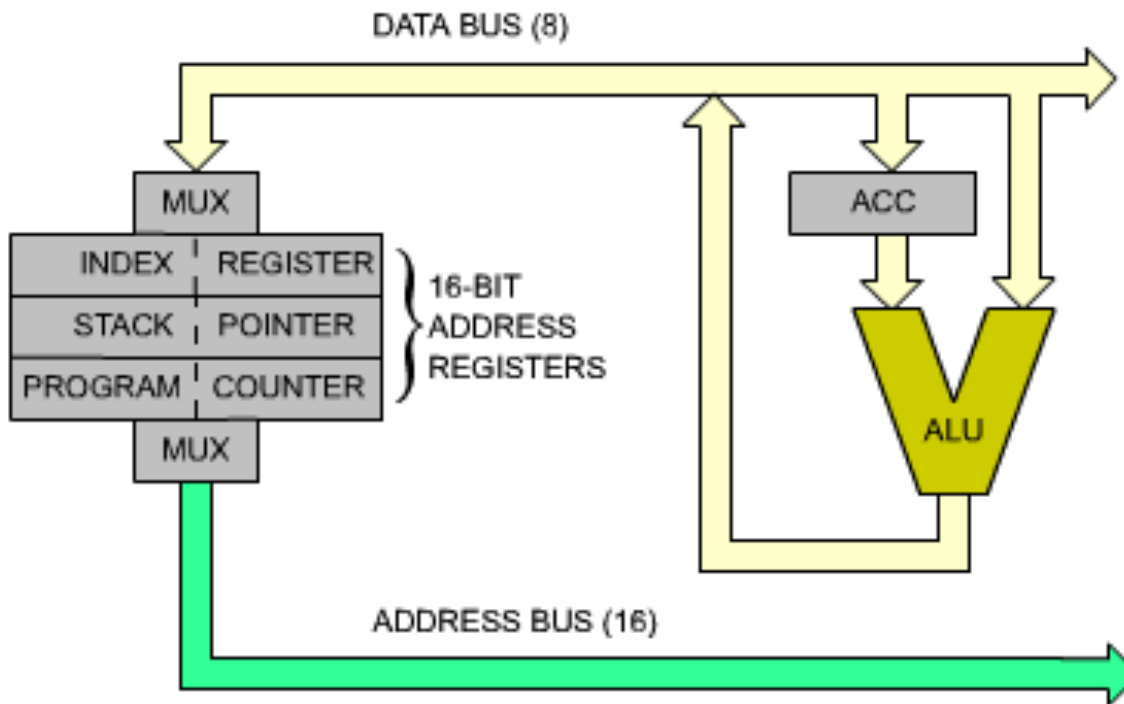 DATA BUS (8)
MUX
INDEX REGISTER
STACK POINTER
PROGRAM COUNTER
MUX
16-BIT
ADDRESS
REGISTERS
ACC
ALU
ADDRESS BUS (16)